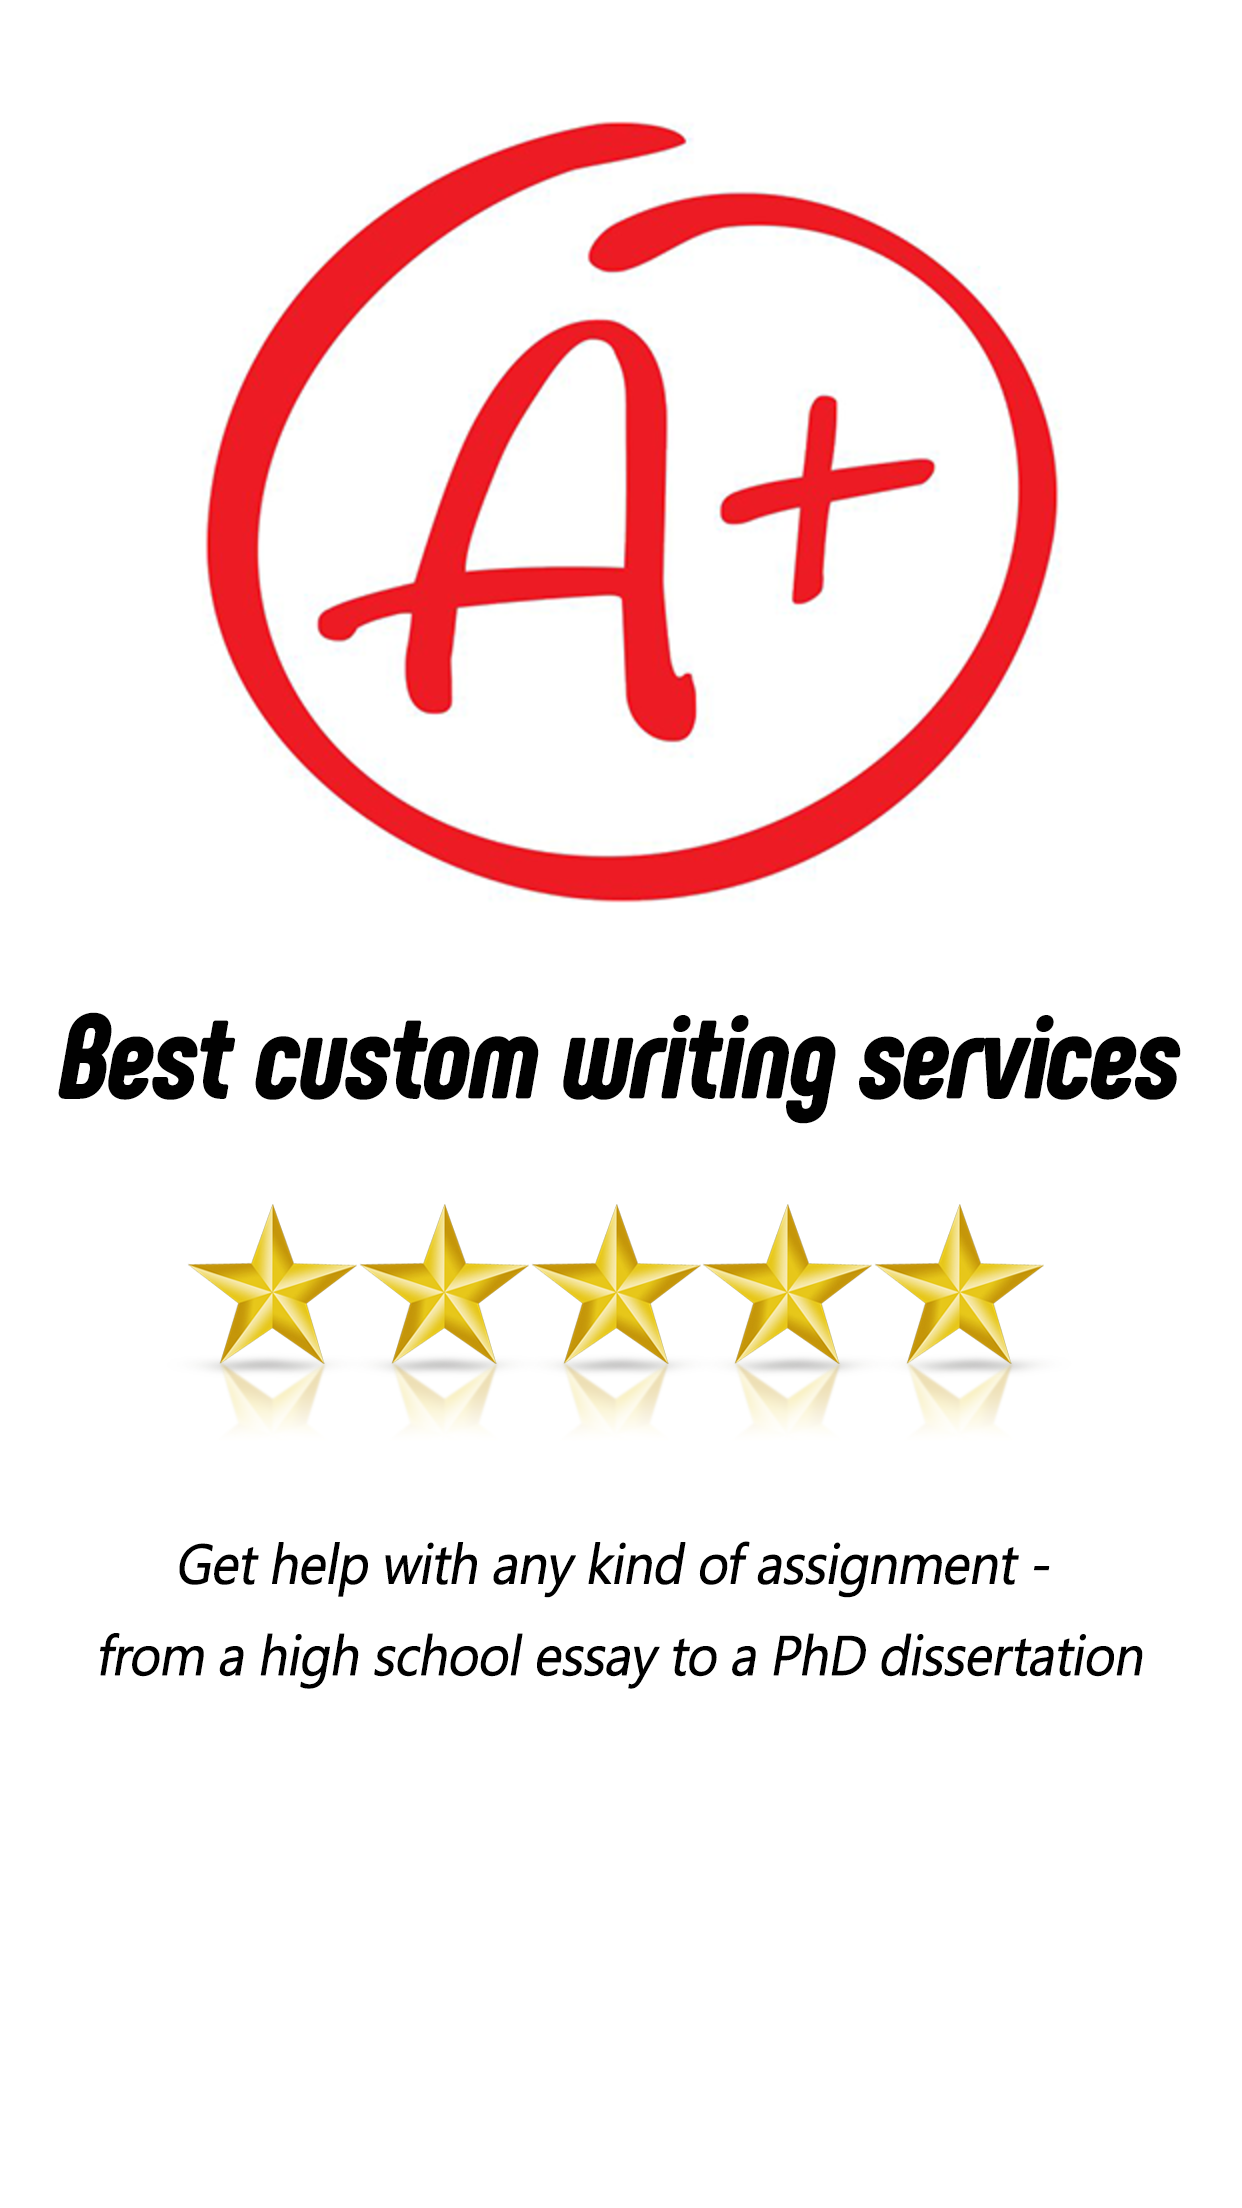 A+
Best custom writing services
Get help with any kind of assignment -
from a high school essay to a PhD dissertation